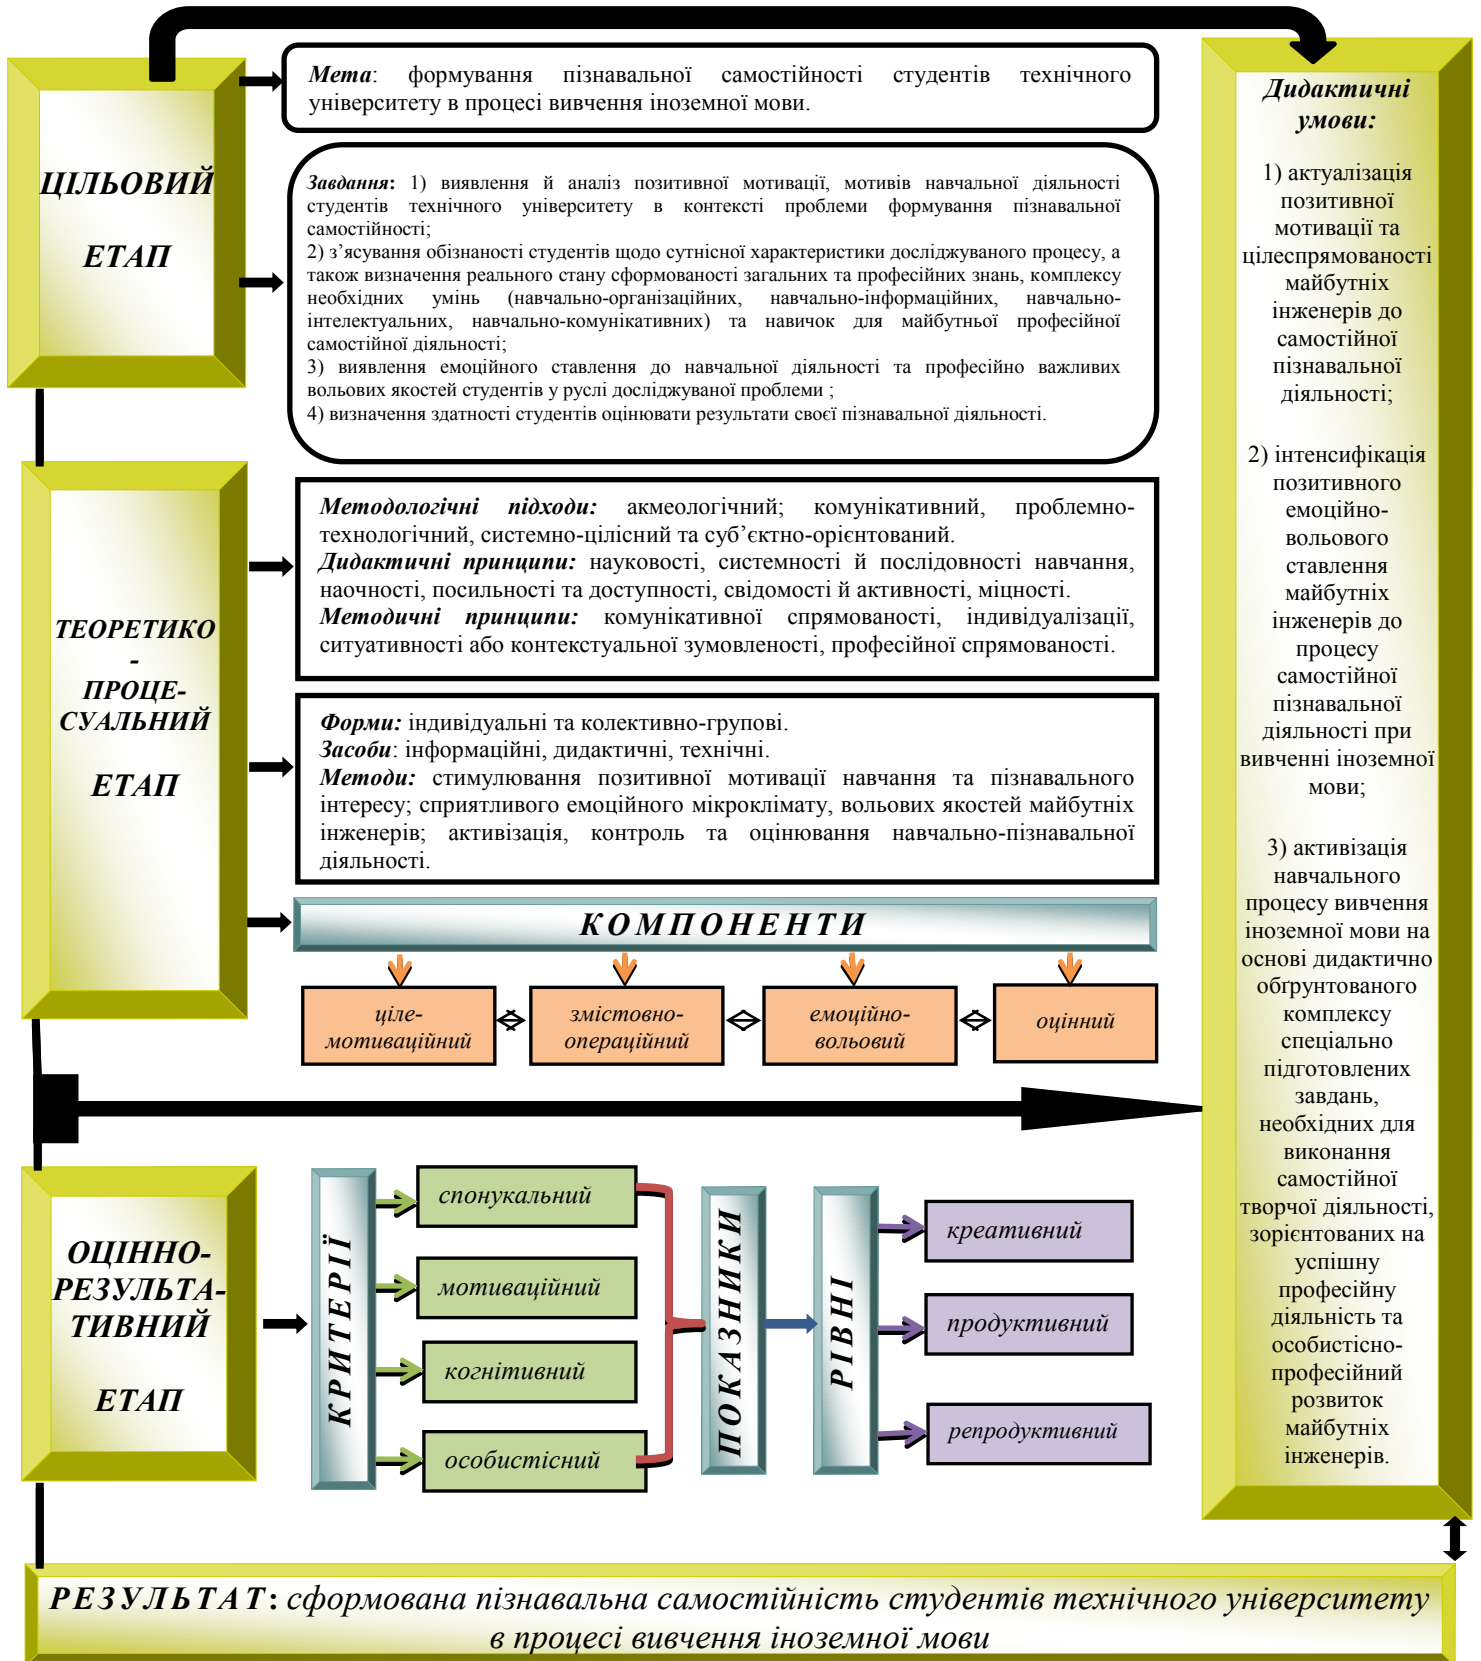 ЦІЛЬОВИЙ
ЕТАП
Мета: формування пізнавальної самостійності студентів технічного
університету в процесі вивчення іноземної мови.
Завдання: 1) виявлення й аналіз позитивної мотивації, мотивів навчальної діяльності
студентів технічного університету в контексті проблеми формування пізнавальної
самостійності;
2) з’ясування обізнаності студентів щодо сутнісної характеристики досліджуваного процесу, а
також визначення реального стану сформованості загальних та професійних знань, комплексу
необхідних умінь (навчально-організаційних, навчально-інформаційних, навчально-
інтелектуальних, навчально-комунікативних) та навичок для майбутньої професійної
самостійної діяльності;
3) виявлення емоційного ставлення до навчальної діяльності та професійно важливих
вольових якостей студентів у руслі досліджуваної проблеми ;
4) визначення здатності студентів оцінювати результати своєї пізнавальної діяльності.
ТЕОРЕТИКО
-
ПРОЦЕ-
СУАЛЬНИЙ
ЕТАП
Методологічні підходи: акмеологічний; комунікативний, проблемно-
технологічний, системно-цілісний та суб’єктно-орієнтований.
Дидактичні принципи: науковості, системності й послідовності навчання,
наочності, посильності та доступності, свідомості й активності, міцності.
Методичні принципи: комунікативної спрямованості, індивідуалізації,
ситуативності або контекстуальної зумовленості, професійної спрямованості.
Форми: індивідуальні та колективно-групові.
Засоби: інформаційні, дидактичні, технічні.
Методи: стимулювання позитивної мотивації навчання та пізнавального
інтересу; сприятливого емоційного мікроклімату, вольових якостей майбутніх
інженерів; активізація, контроль та оцінювання навчально-пізнавальної
діяльності.
КОМПОНЕНТИ
ціле-
мотиваційний
змістовно-
операційний
емоційно-
вольовий
оцінний
ОЦІННО-
РЕЗУЛЬТА-
ТИВНИЙ
ЕТАП
КРИТЕРІЇ
спонукальний
мотиваційний
когнітивний
особистісний
ПОКАЗНИКИ
РІВНІ
креативний
продуктивний
репродуктивний
Дидактичні
умови:
1) актуалізація
позитивної
мотивації та
цілеспрямованості
майбутніх
інженерів до
самостійної
пізнавальної
діяльності;
2) інтенсифікація
позитивного
емоційно-
вольового
ставлення
майбутніх
інженерів до
процесу
самостійної
пізнавальної
діяльності при
вивченні іноземної
мови;
3) активізація
навчального
процесу вивчення
іноземної мови на
основі дидактично
обґрунтованого
комплексу
спеціально
підготовлених
завдань,
необхідних для
виконання
самостійної
творчої діяльності,
зорієнтованих на
успішну
професійну
діяльність та
особистісно-
професійний
розвиток
майбутніх
інженерів.
РЕЗУЛЬТАТ: сформована пізнавальна самостійність студентів технічного університету
в процесі вивчення іноземної мови